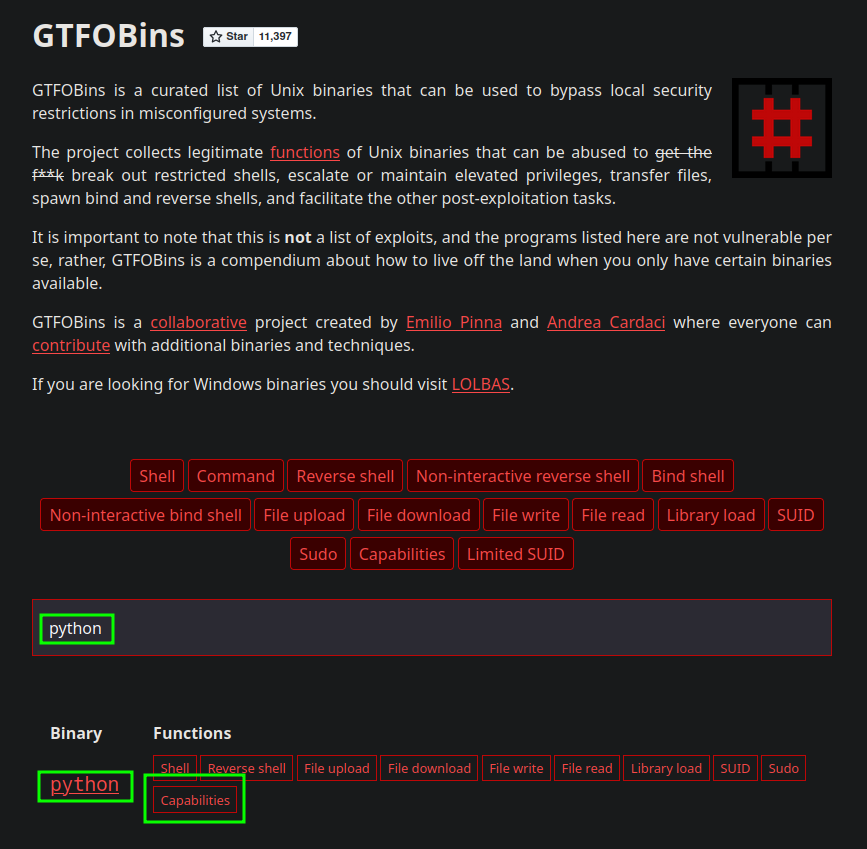 GTFOBins Star 11,397
GTFOBins is a curated list of Unix binaries that can be used to bypass local security
restrictions in misconfigured systems.
The project collects legitimate functions of Unix binaries that can be abused to get the
f**k break out restricted shells, escalate or maintain elevated privileges, transfer files,
spawn bind and reverse shells, and facilitate the other post-exploitation tasks.
It is important to note that this is not a list of exploits, and the programs listed here are not vulnerable per
se, rather, GTFOBins is a compendium about how to live off the land when you only have certain binaries
available.
GTFOBins is a collaborative project created by Emilio Pinna and Andrea Cardaci where everyone can
contribute with additional binaries and techniques.
If you are looking for Windows binaries you should visit LOLBAS.
Shell Command Reverse shell Non-interactive reverse shell Bind shell
Non-interactive bind shell File upload File download File write File read Library load SUID
Sudo Capabilities Limited SUID
python
Binary Functions
python Shell Reverse shell File upload File download File write File read Library load SUID Sudo
Capabilities